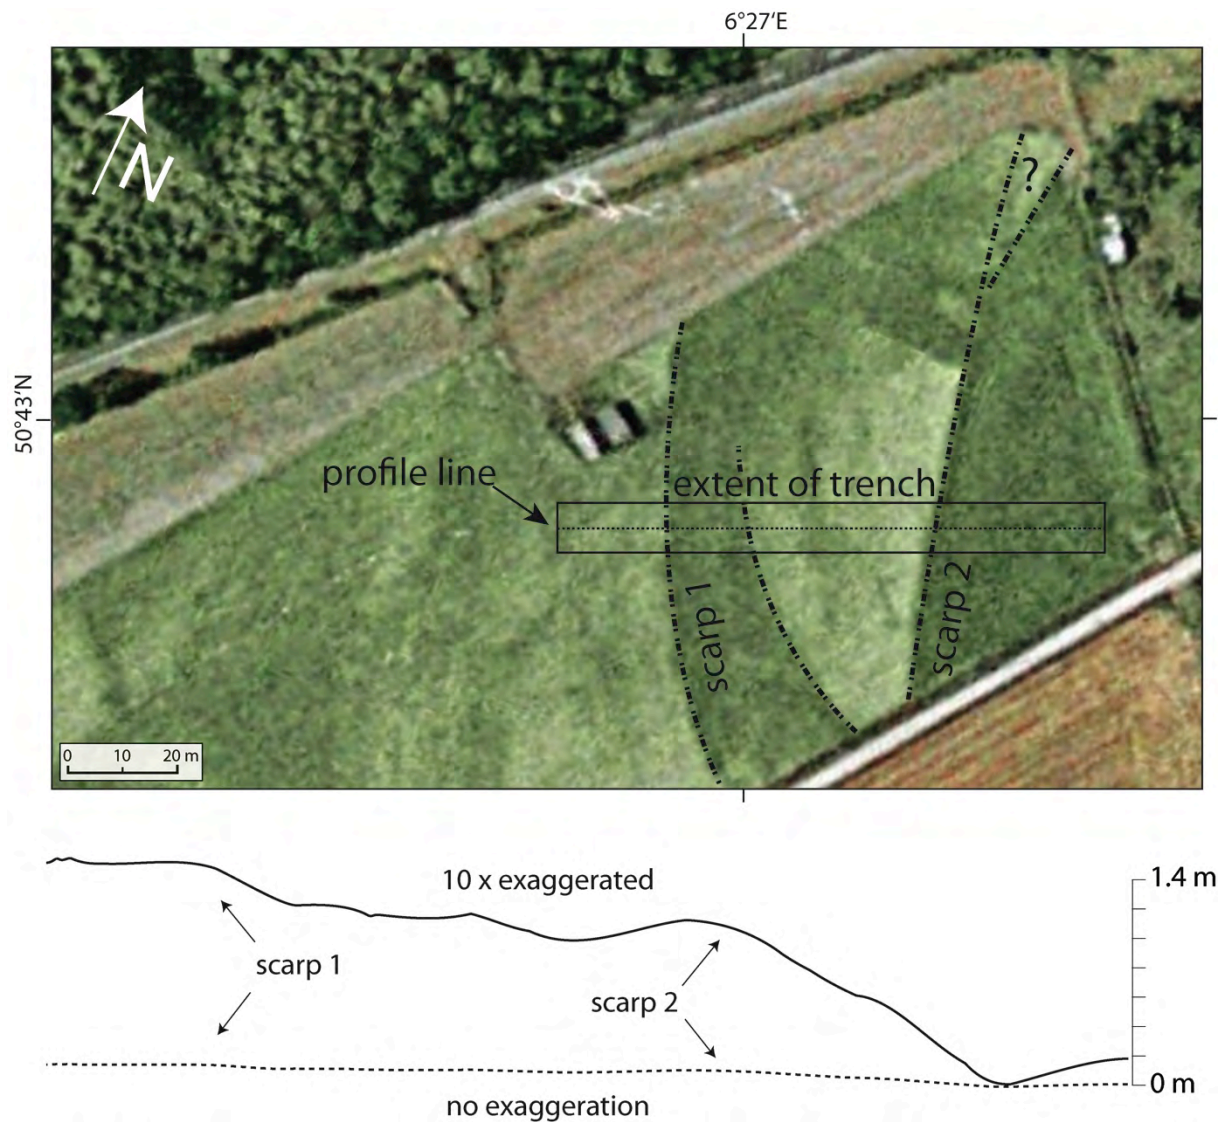 6°27‘E
N
?
50°43‘N
profile line
extent of trench
scarp 1
scarp 2
0 10 20 m
10 x exaggerated
1.4 m
scarp 1
scarp 2
0 m
no exaggeration